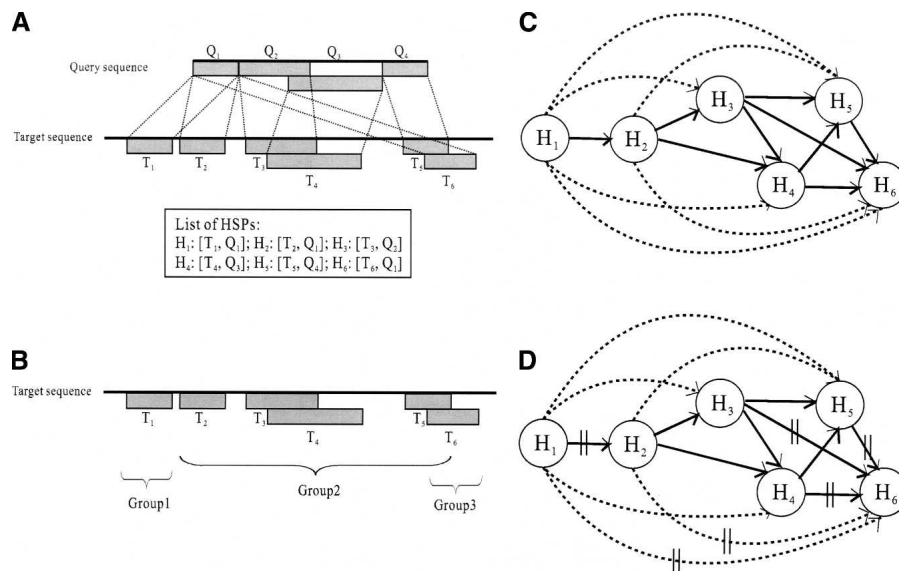 A
Q₁ Q₂ Q₃ Q₄
Query sequence
Target sequence
T₁ T₂ T₃ T₄ T₅ T₆
List of HSPs:
H₁: [T₁, Q₁]; H₂: [T₂, Q₁]; H₃: [T₃, Q₂]
H₄: [T₄, Q₃]; H₅: [T₅, Q₄]; H₆: [T₆, Q₁]
B
Target sequence
T₁ T₂ T₃ T₄ T₅ T₆
Group1 Group2 Group3
C
H₁ H₂ H₃ H₄ H₅ H₆
D
H₁ H₂ H₃ H₄ H₅ H₆